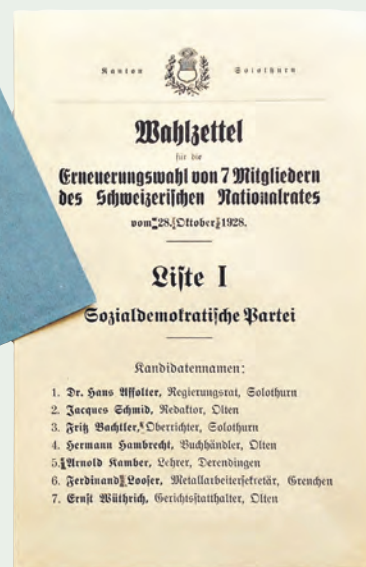 Kanton Solothurn
Wahlzettel
für die
Erneuerungswahl von 7 Mitgliedern
des Schweizerischen Nationalrates
vom 28. Oktober 1928.
Liste I
Sozialdemokratische Partei
Kandidatennamen:
1. Dr. Hans Affolter, Regierungsrat, Solothurn
2. Jacques Schmid, Redaktor, Olten
3. Fritz Bachtler, Oberrichter, Solothurn
4. Hermann Hambrecht, Buchhändler, Olten
5. Arnold Kamber, Lehrer, Derendingen
6. Ferdinand Looser, Metallarbeitersekretär, Grenchen
7. Ernst Wüthrich, Gerichtsstatthalter, Olten